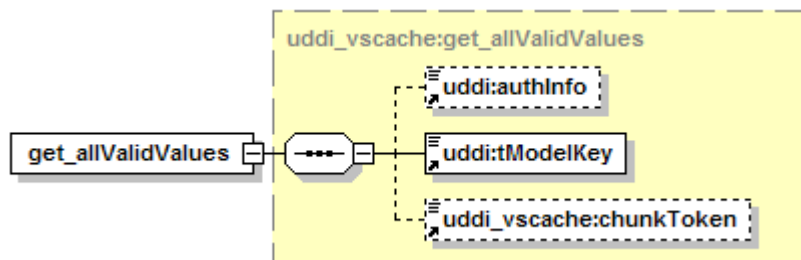 uddi_vscache:get_allValidValues
uddi:authInfo
get_allValidValues
uddi:tModelKey
uddi_vscache:chunkToken